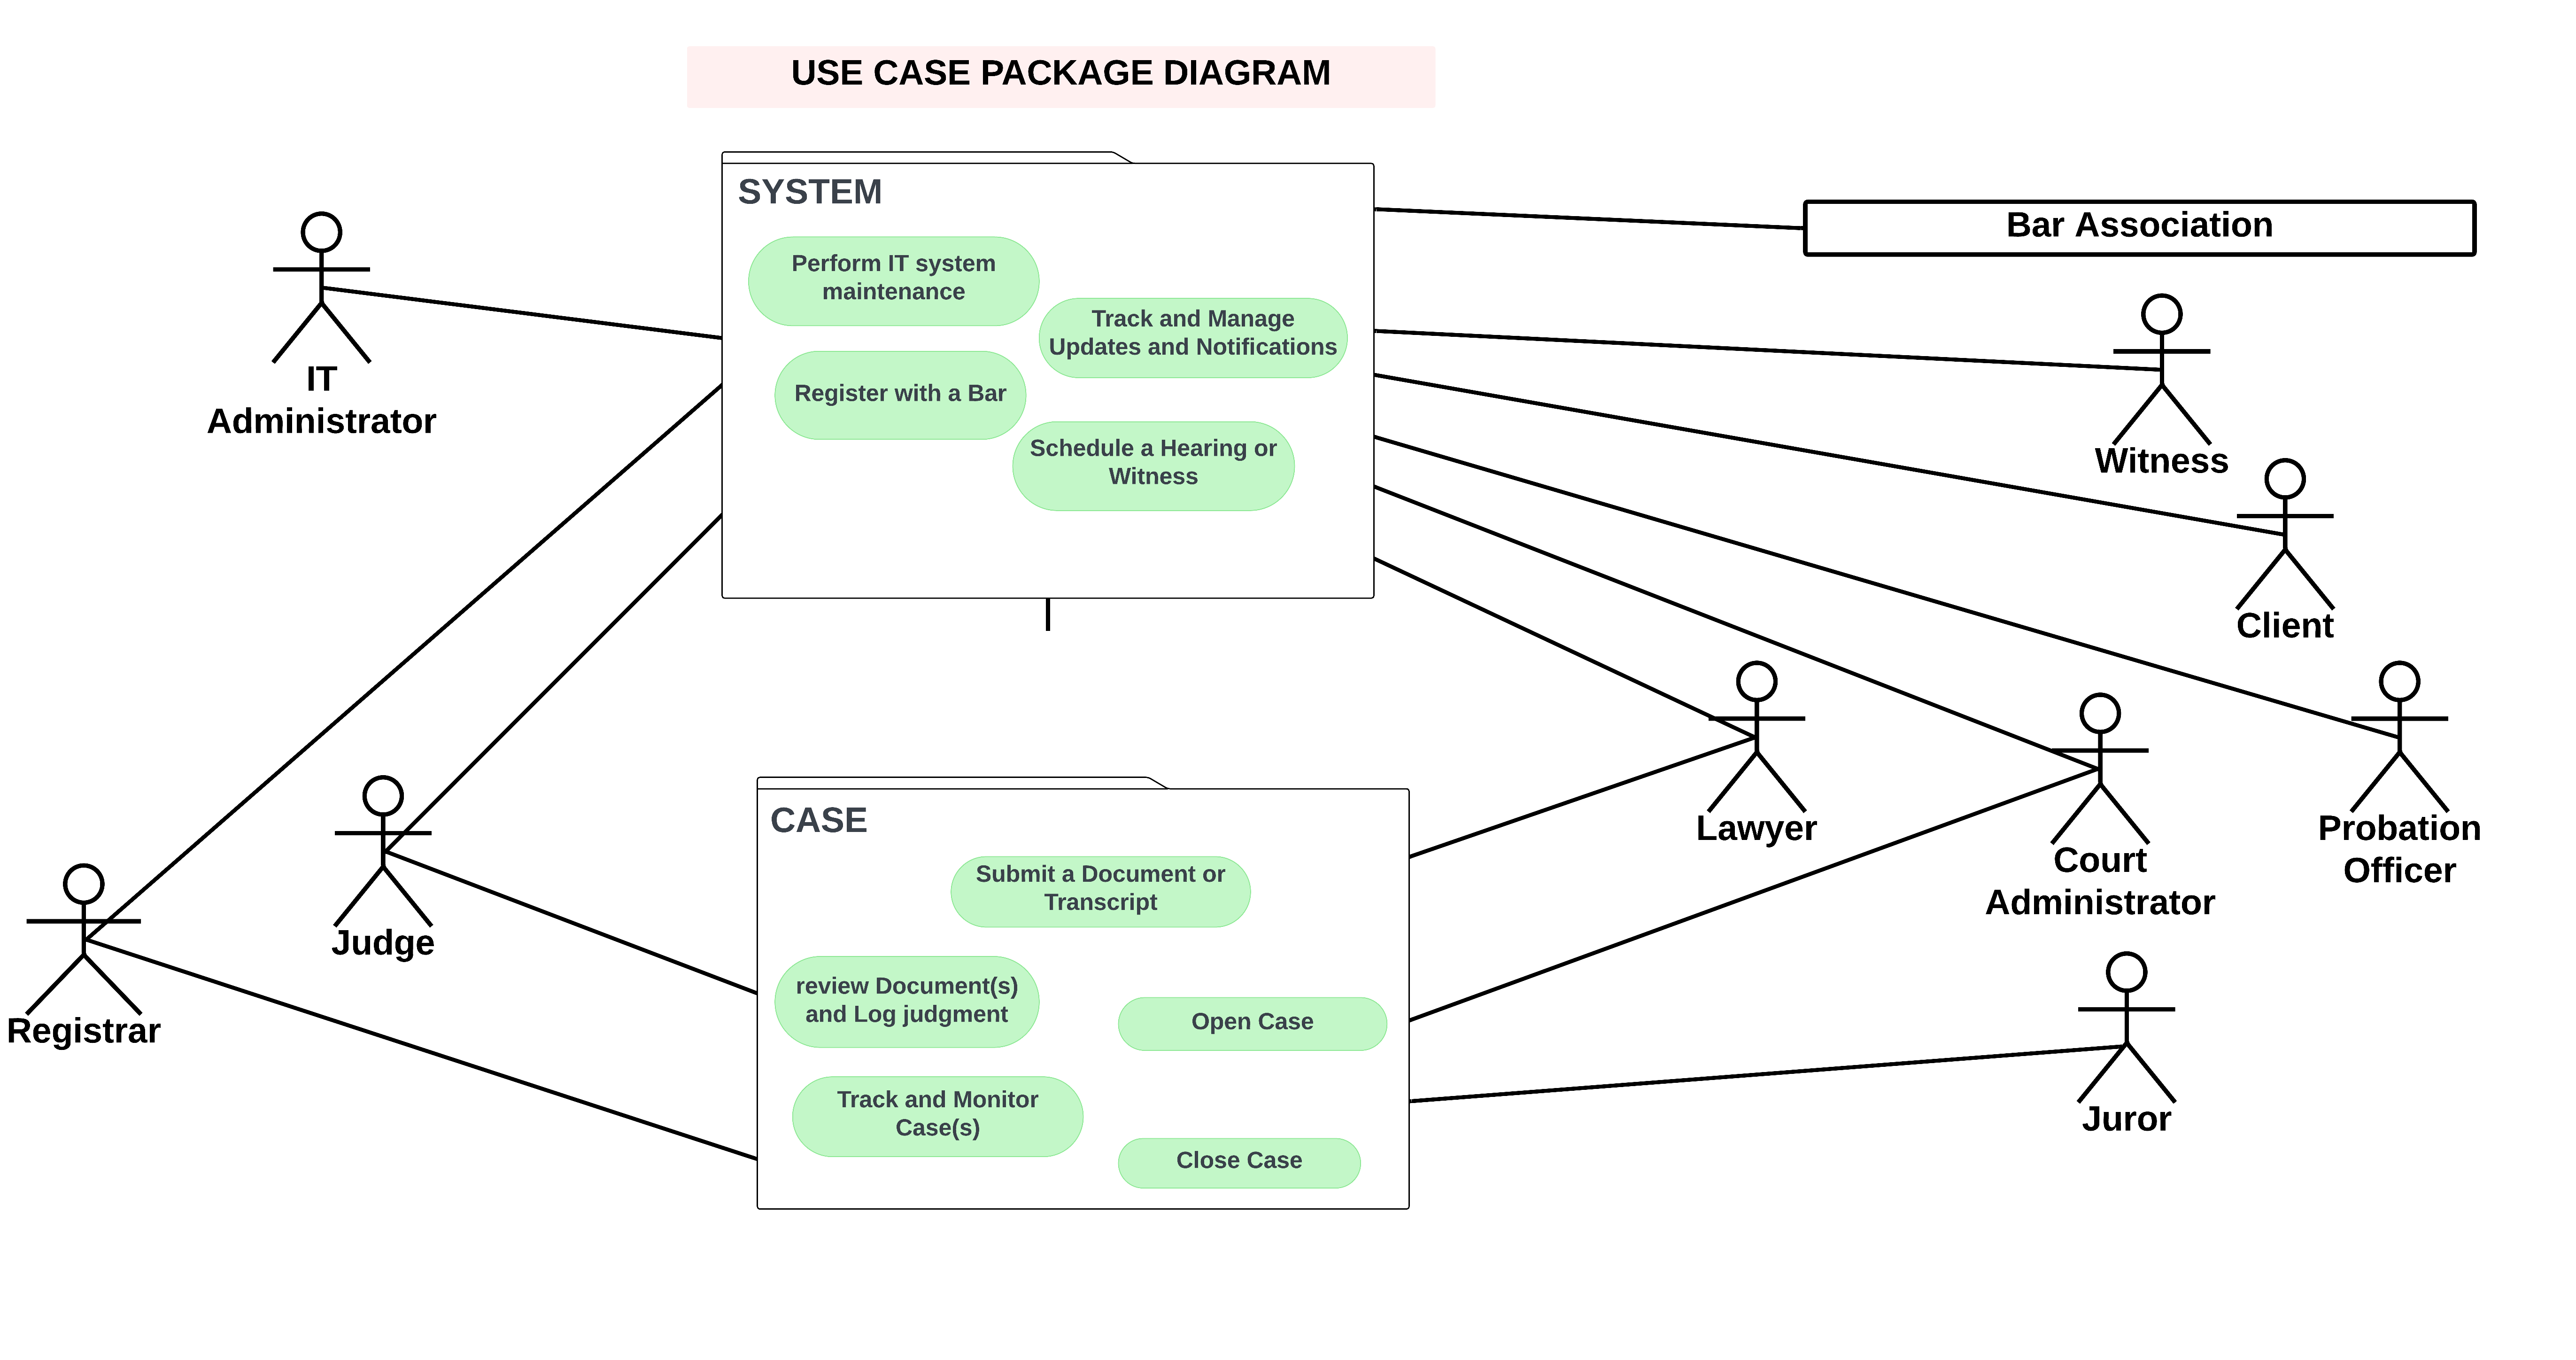 USE CASE PACKAGE DIAGRAM
SYSTEM
Perform IT system
maintenance
Track and Manage
Updates and Notifications
Register with a Bar
Schedule a Hearing or
Witness
Bar Association
IT
Administrator
Witness
Client
Lawyer
Court
Administrator
Probation
Officer
Judge
Registrar
CASE
Submit a Document or
Transcript
review Document(s)
and Log judgment
Open Case
Track and Monitor
Case(s)
Close Case
Juror